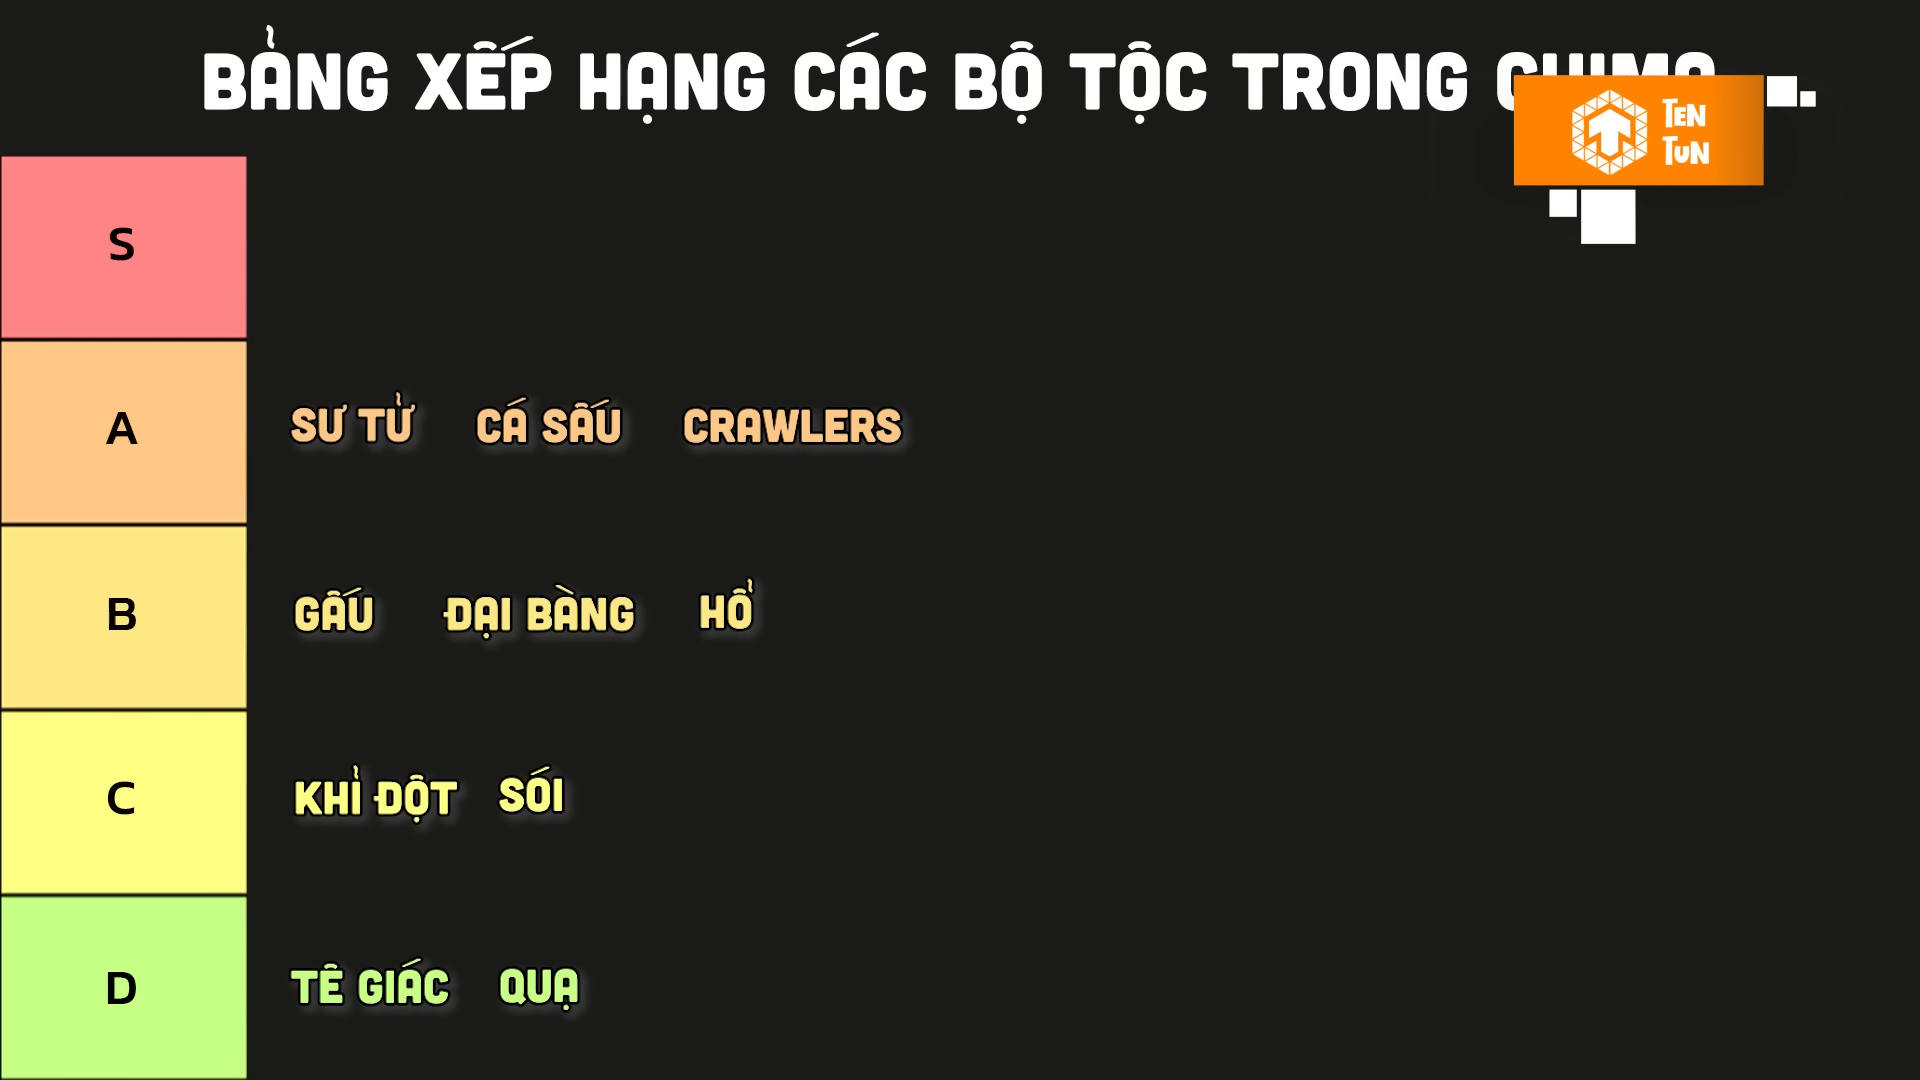 BẢNG XẾP HẠNG CÁC BỘ TỘC TRONG
TEN
TUN
S
A SƯ TỬ CÁ SẤU CRAWLERS
B GẤU ĐẠI BÀNG HỔ
C KHỈ ĐỘT SÓI
D TÊ GIÁC QUẠ